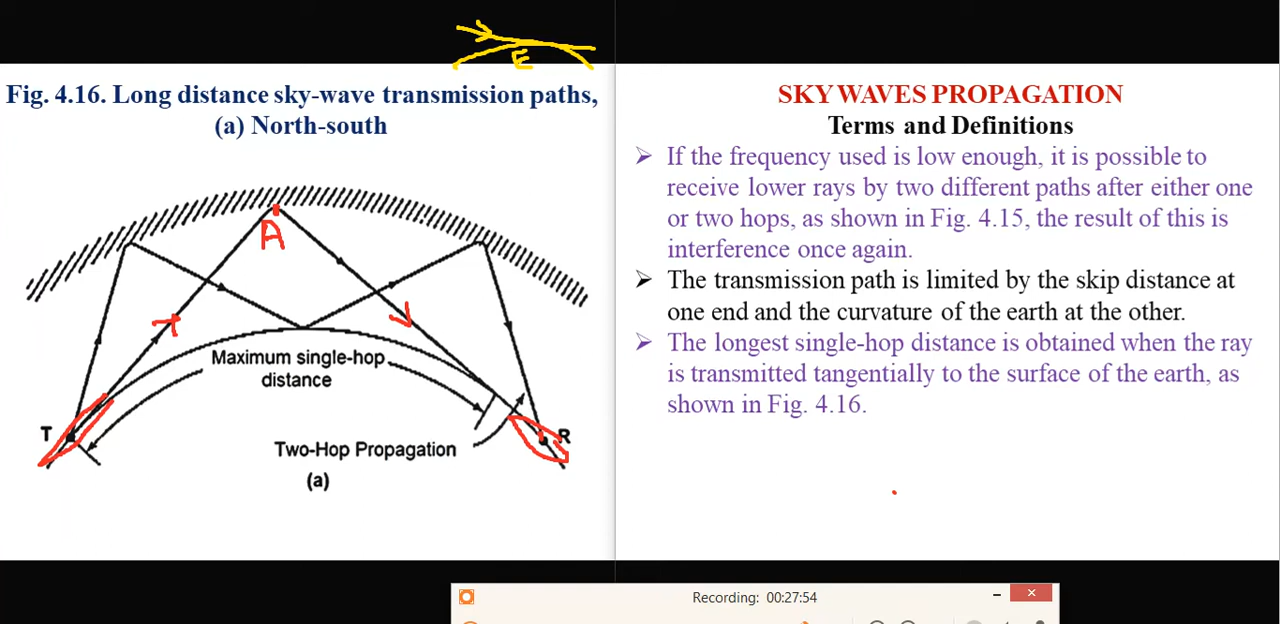 E
Fig. 4.16. Long distance sky-wave transmission paths,
(a) North-south
A
Maximum single-hop
distance
T
R
Two-Hop Propagation
(a)
SKY WAVES PROPAGATION
Terms and Definitions
➢ If the frequency used is low enough, it is possible to
receive lower rays by two different paths after either one
or two hops, as shown in Fig. 4.15, the result of this is
interference once again.
➢ The transmission path is limited by the skip distance at
one end and the curvature of the earth at the other.
➢ The longest single-hop distance is obtained when the ray
is transmitted tangentially to the surface of the earth, as
shown in Fig. 4.16.
Recording: 00:27:54